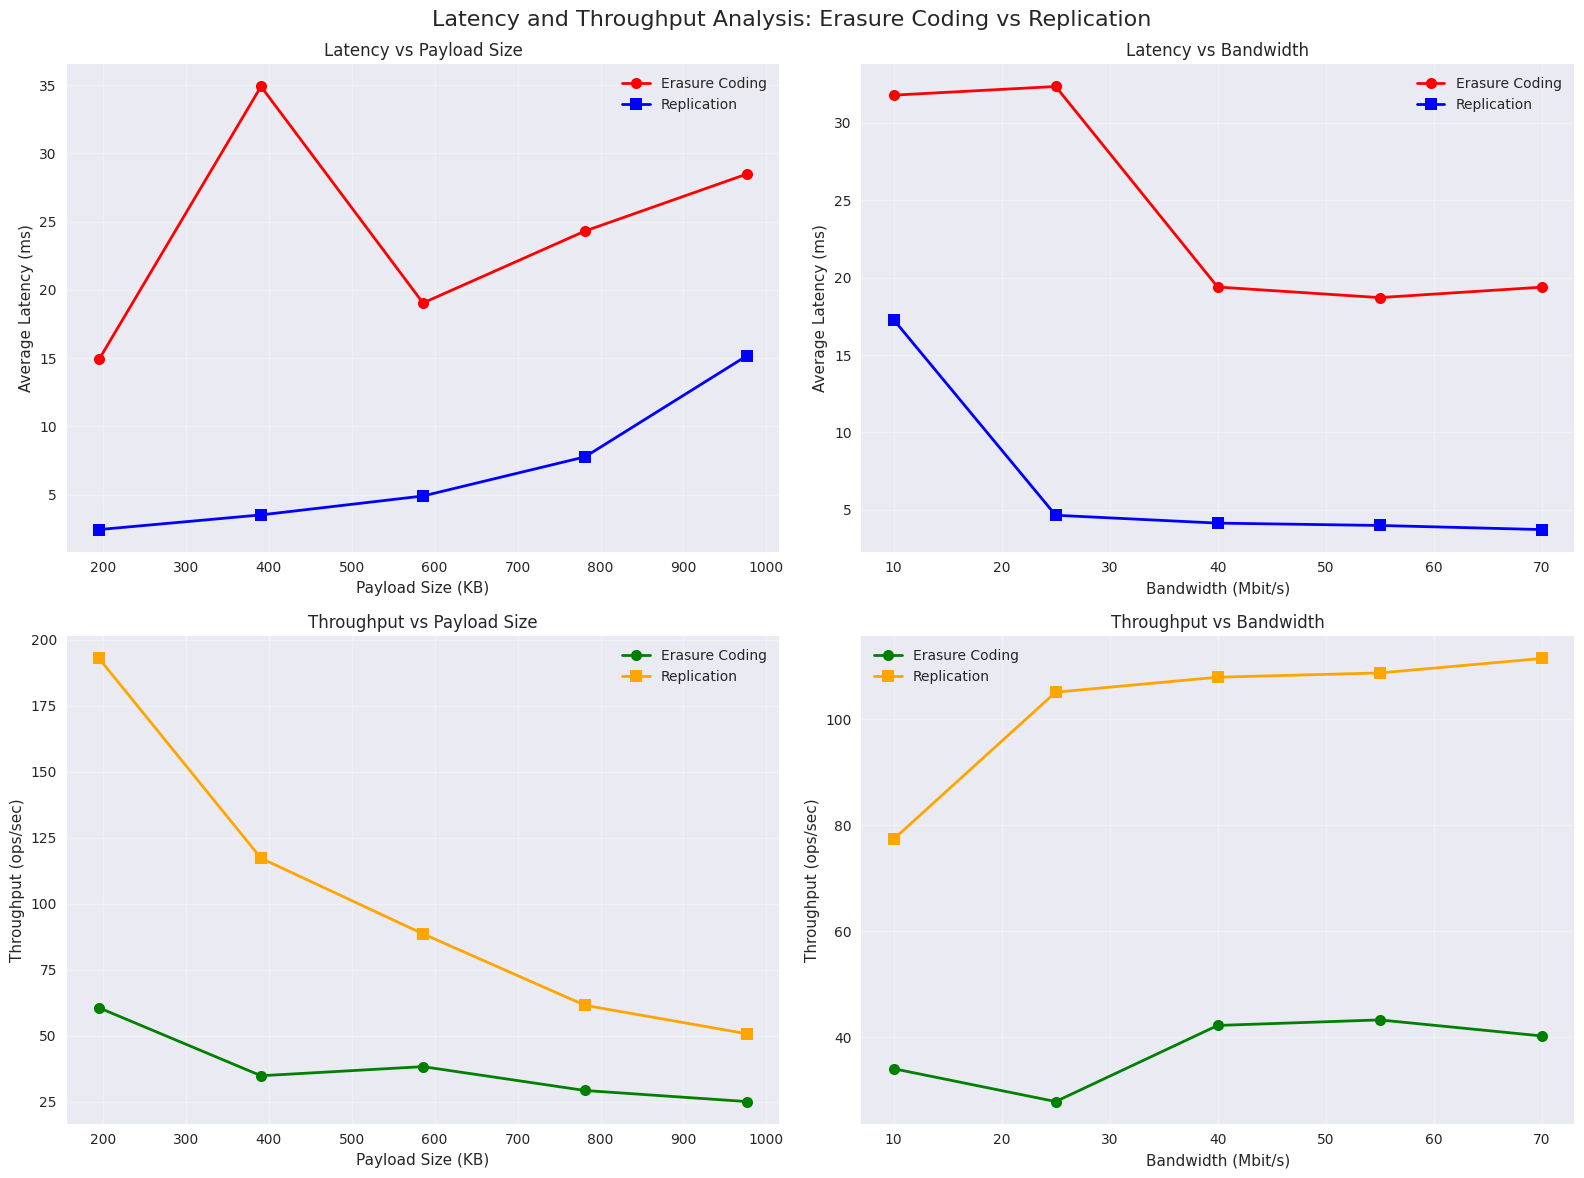 Latency and Throughput Analysis: Erasure Coding vs Replication
Latency vs Payload Size
Erasure Coding
Replication
35
30
25
20
15
10
5
Average Latency (ms)
200 300 400 500 600 700 800 900 1000
Payload Size (KB)
Latency vs Bandwidth
Erasure Coding
Replication
30
25
20
15
10
5
Average Latency (ms)
10 20 30 40 50 60 70
Bandwidth (Mbit/s)
Throughput vs Payload Size
Erasure Coding
Replication
200
175
150
125
100
75
50
25
Throughput (ops/sec)
200 300 400 500 600 700 800 900 1000
Payload Size (KB)
Throughput vs Bandwidth
Erasure Coding
Replication
100
80
60
40
Throughput (ops/sec)
10 20 30 40 50 60 70
Bandwidth (Mbit/s)